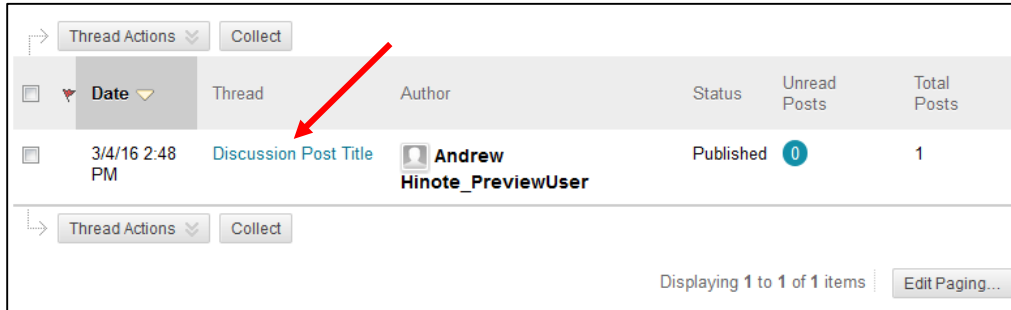 Thread Actions Collect
Date Thread Author Status Unread Posts Total Posts
3/4/16 2:48 PM Discussion Post Title Andrew Hinote_PreviewUser Published 0 1
Thread Actions Collect
Displaying 1 to 1 of 1 items Edit Paging...